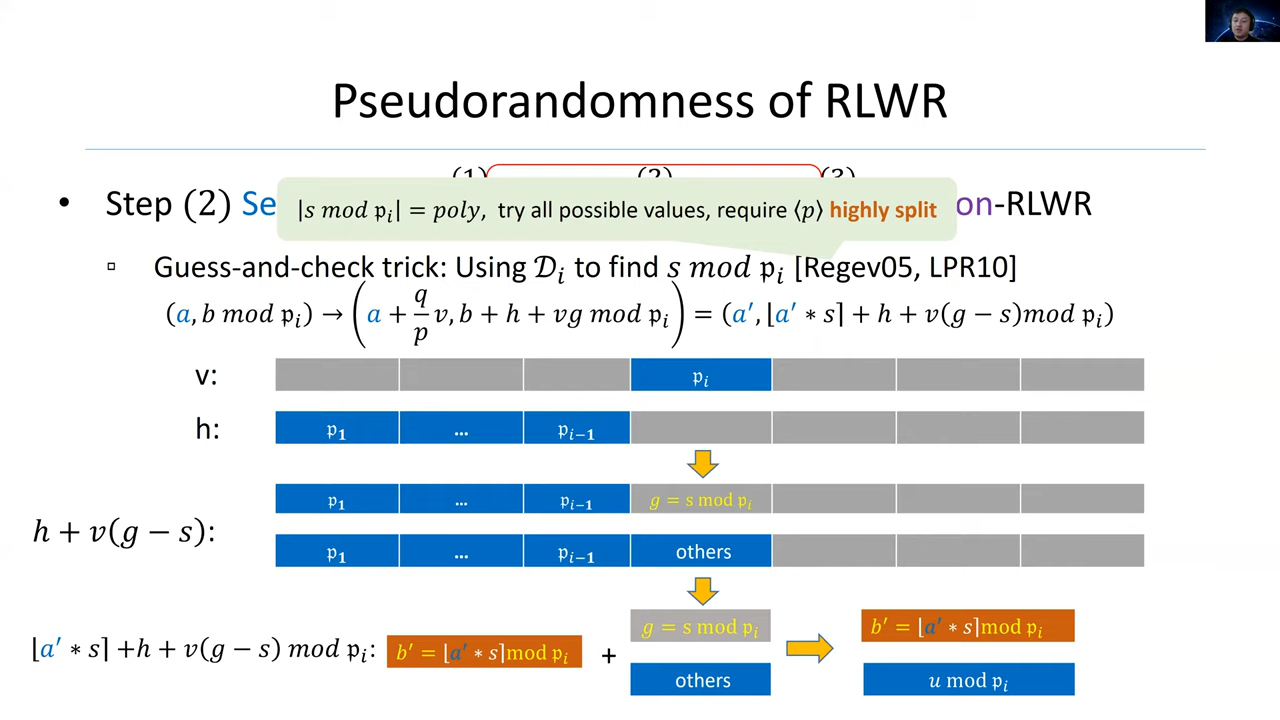 Pseudorandomness of RLWR
(1) (2) (3)
• Step (2) Se on-RLWR
|s mod 𝔭ᵢ| = poly, try all possible values, require ⟨p⟩ highly split
▫ Guess-and-check trick: Using 𝒟ᵢ to find s mod 𝔭ᵢ [Regev05, LPR10]
(a, b mod 𝔭ᵢ) → (a + q/p v, b + h + vg mod 𝔭ᵢ) = (a′, ⌊a′ * s⌉ + h + v(g − s)mod 𝔭ᵢ)
v: 𝔭ᵢ
h: 𝔭₁ ... 𝔭ᵢ₋₁
𝔭₁ ... 𝔭ᵢ₋₁ g = s mod 𝔭ᵢ
h + v(g − s):
𝔭₁ ... 𝔭ᵢ₋₁ others
⌊a′ * s⌉ +h + v(g − s) mod 𝔭ᵢ: b′ = ⌊a′ * s⌉mod 𝔭ᵢ + g = s mod 𝔭ᵢ b′ = ⌊a′ * s⌉mod 𝔭ᵢ
others u mod 𝔭ᵢ